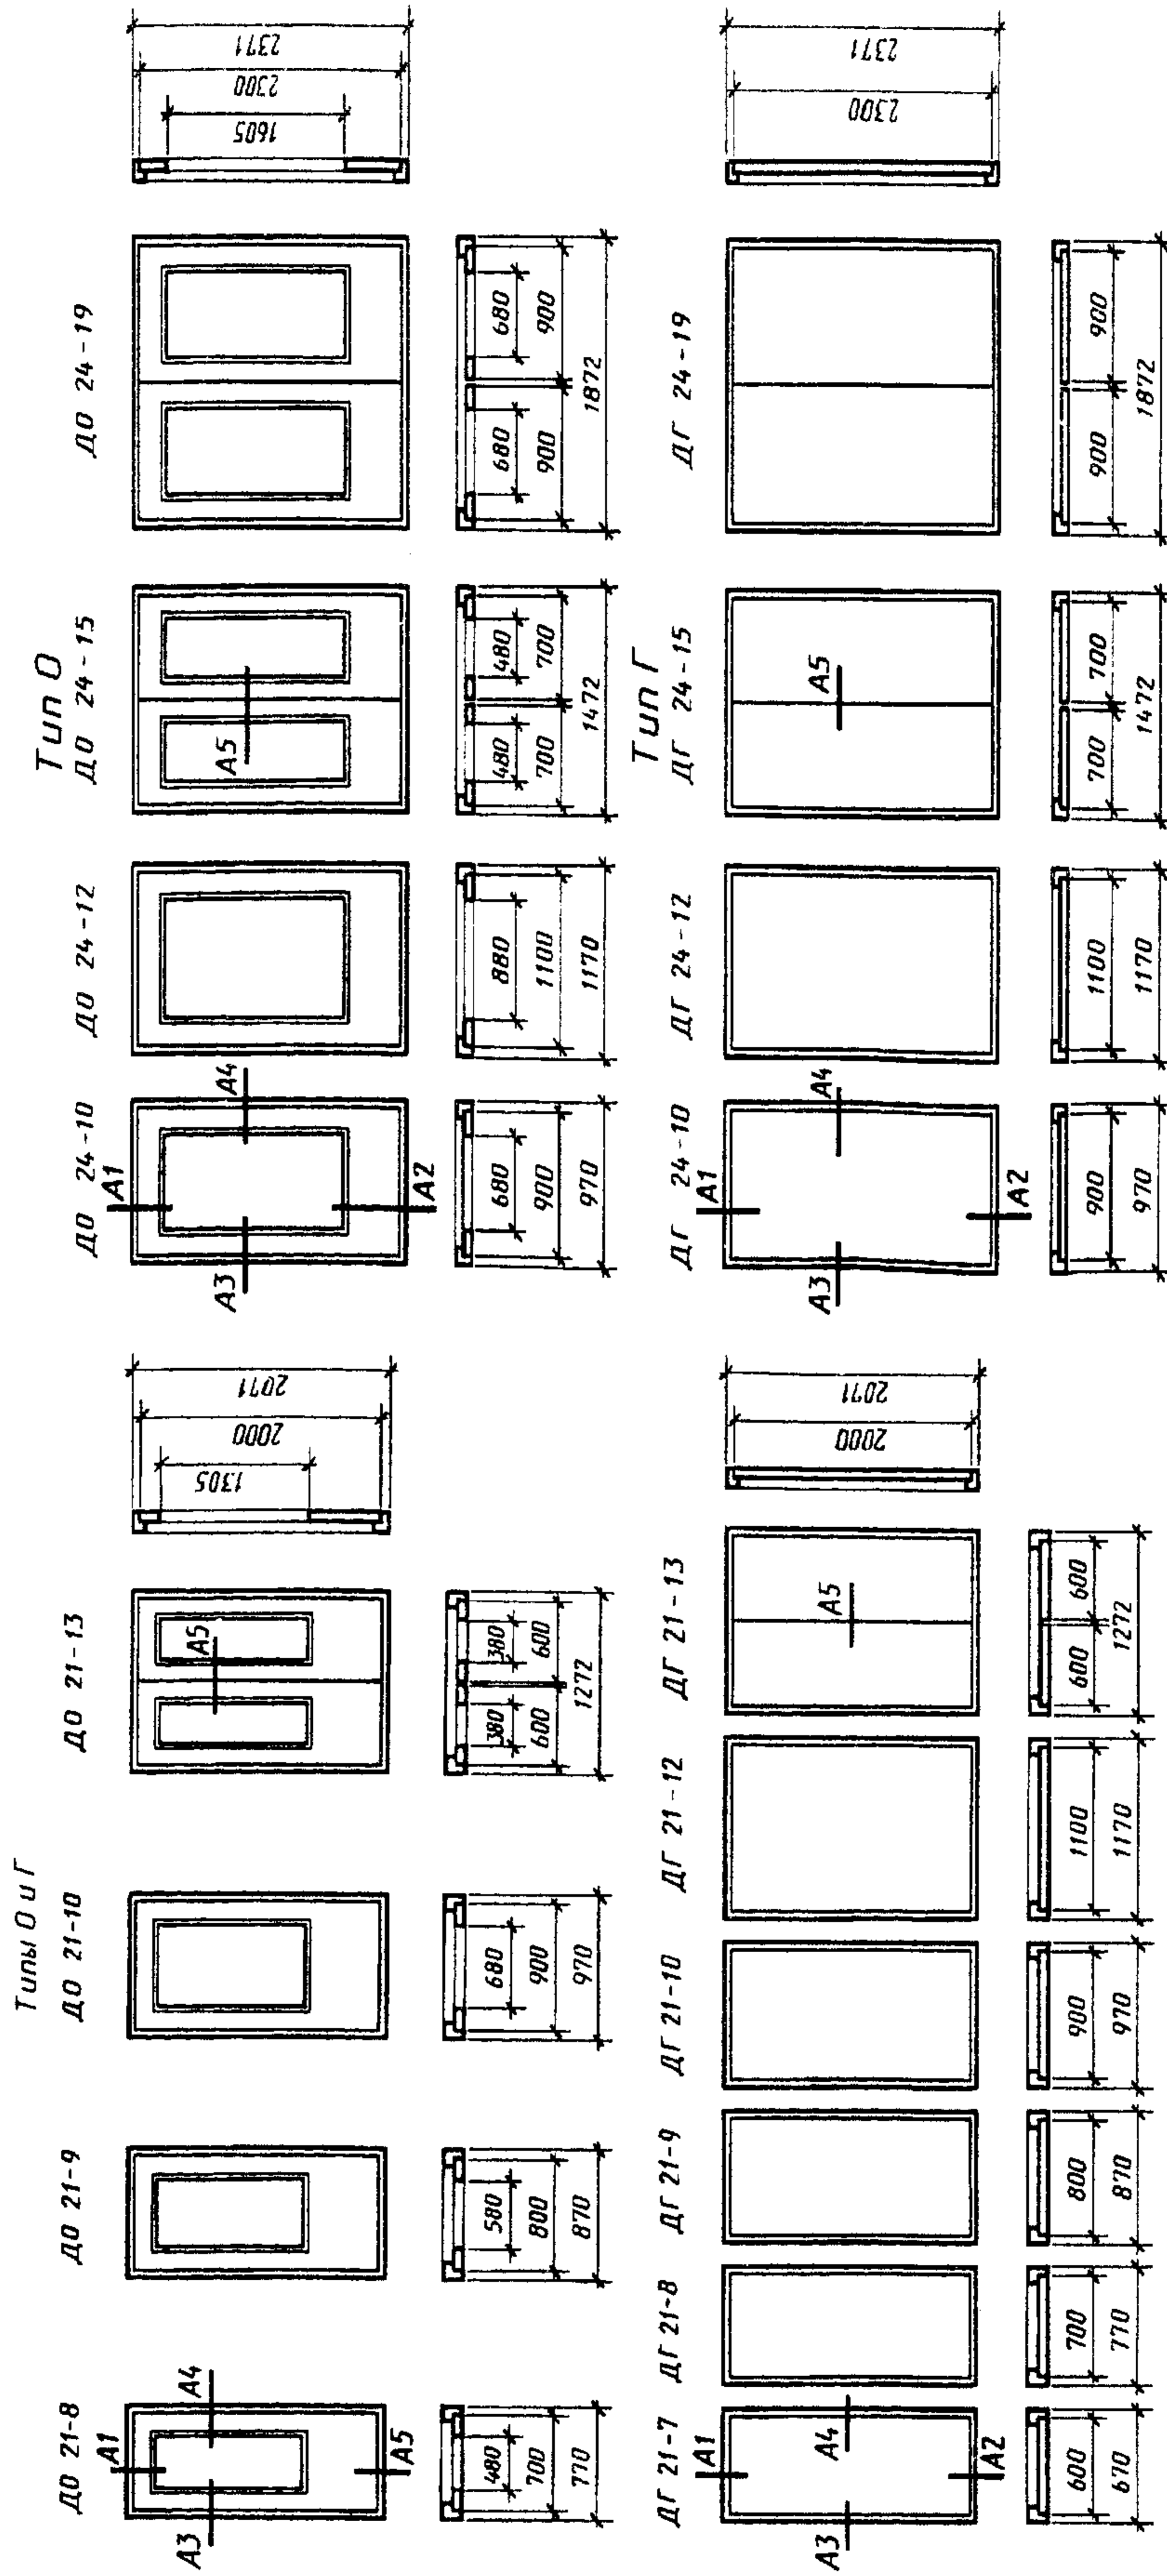 Типы О и Г
ДО 21-8
ДО 21-9
ДО 21-10
ДО 21-13
А1
А3
А4
А5
А5
1305
2000
2071
480
700
770
580
800
870
680
900
970
380
380
600
600
1272
Тип О
ДО 24-10
ДО 24-12
ДО 24-15
ДО 24-19
А1
А3
А4
А2
А5
1605
2300
2371
680
900
970
880
1100
1170
480
480
700
700
1472
680
680
900
900
1872
ДГ 21-7
ДГ 21-8
ДГ 21-9
ДГ 21-10
ДГ 21-12
ДГ 21-13
А1
А3
А4
А2
А5
2000
2071
600
670
700
770
800
870
900
970
1100
1170
600
600
1272
Тип Г
ДГ 24-10
ДГ 24-12
ДГ 24-15
ДГ 24-19
А1
А3
А4
А2
А5
2300
2371
900
970
1100
1170
700
700
1472
900
900
1872